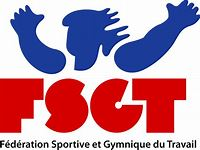 FSGT
Fédération Sportive et Gymnique du Travail